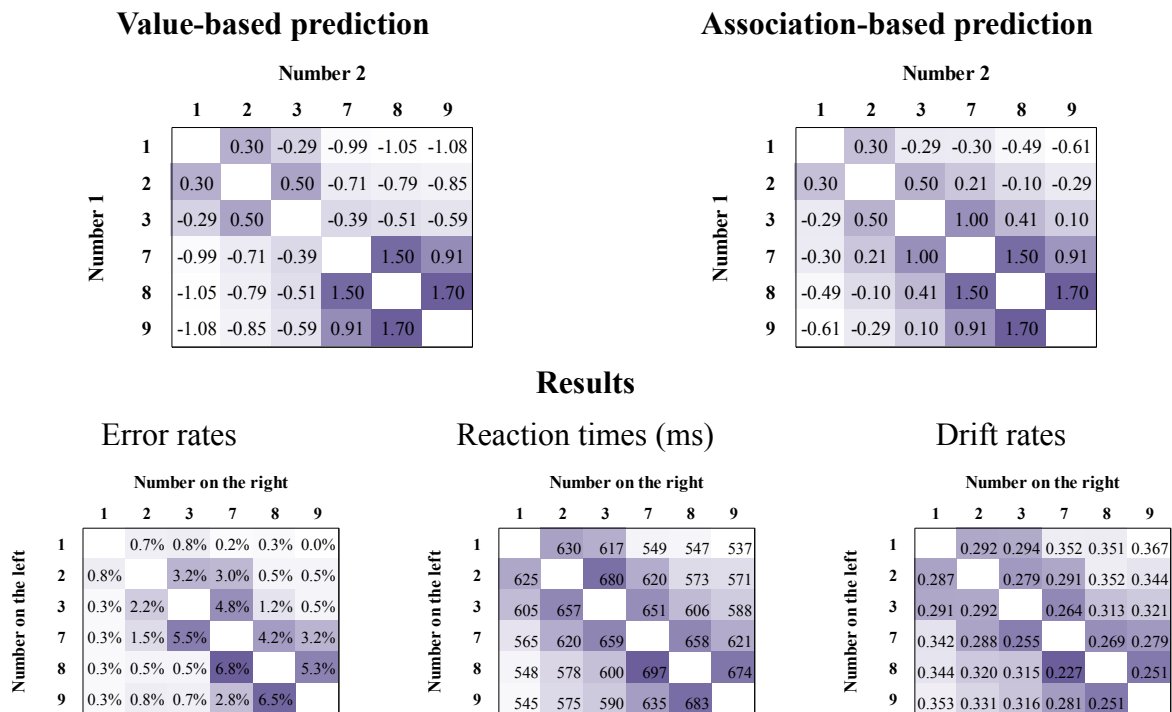 Value-based prediction
Number 2
1 2 3 7 8 9
Number 1
1 0.30 -0.29 -0.99 -1.05 -1.08
2 0.30 0.50 -0.71 -0.79 -0.85
3 -0.29 0.50 -0.39 -0.51 -0.59
7 -0.99 -0.71 -0.39 1.50 0.91
8 -1.05 -0.79 -0.51 1.50 1.70
9 -1.08 -0.85 -0.59 0.91 1.70
Association-based prediction
Number 2
1 2 3 7 8 9
Number 1
1 0.30 -0.29 -0.30 -0.49 -0.61
2 0.30 0.50 0.21 -0.10 -0.29
3 -0.29 0.50 1.00 0.41 0.10
7 -0.30 0.21 1.00 1.50 0.91
8 -0.49 -0.10 0.41 1.50 1.70
9 -0.61 -0.29 0.10 0.91 1.70
Results
Error rates
Number on the right
1 2 3 7 8 9
Number on the left
1 0.7% 0.8% 0.2% 0.3% 0.0%
2 0.8% 3.2% 3.0% 0.5% 0.5%
3 0.3% 2.2% 4.8% 1.2% 0.5%
7 0.3% 1.5% 5.5% 4.2% 3.2%
8 0.3% 0.5% 0.5% 6.8% 5.3%
9 0.3% 0.8% 0.7% 2.8% 6.5%
Reaction times (ms)
Number on the right
1 2 3 7 8 9
Number on the left
1 630 617 549 547 537
2 625 680 620 573 571
3 605 657 651 606 588
7 565 620 659 658 621
8 548 578 600 697 674
9 545 575 590 635 683
Drift rates
Number on the right
1 2 3 7 8 9
Number on the left
1 0.292 0.294 0.352 0.351 0.367
2 0.287 0.279 0.291 0.352 0.344
3 0.291 0.292 0.264 0.313 0.321
7 0.342 0.288 0.255 0.269 0.279
8 0.344 0.320 0.315 0.227 0.251
9 0.353 0.331 0.316 0.281 0.251